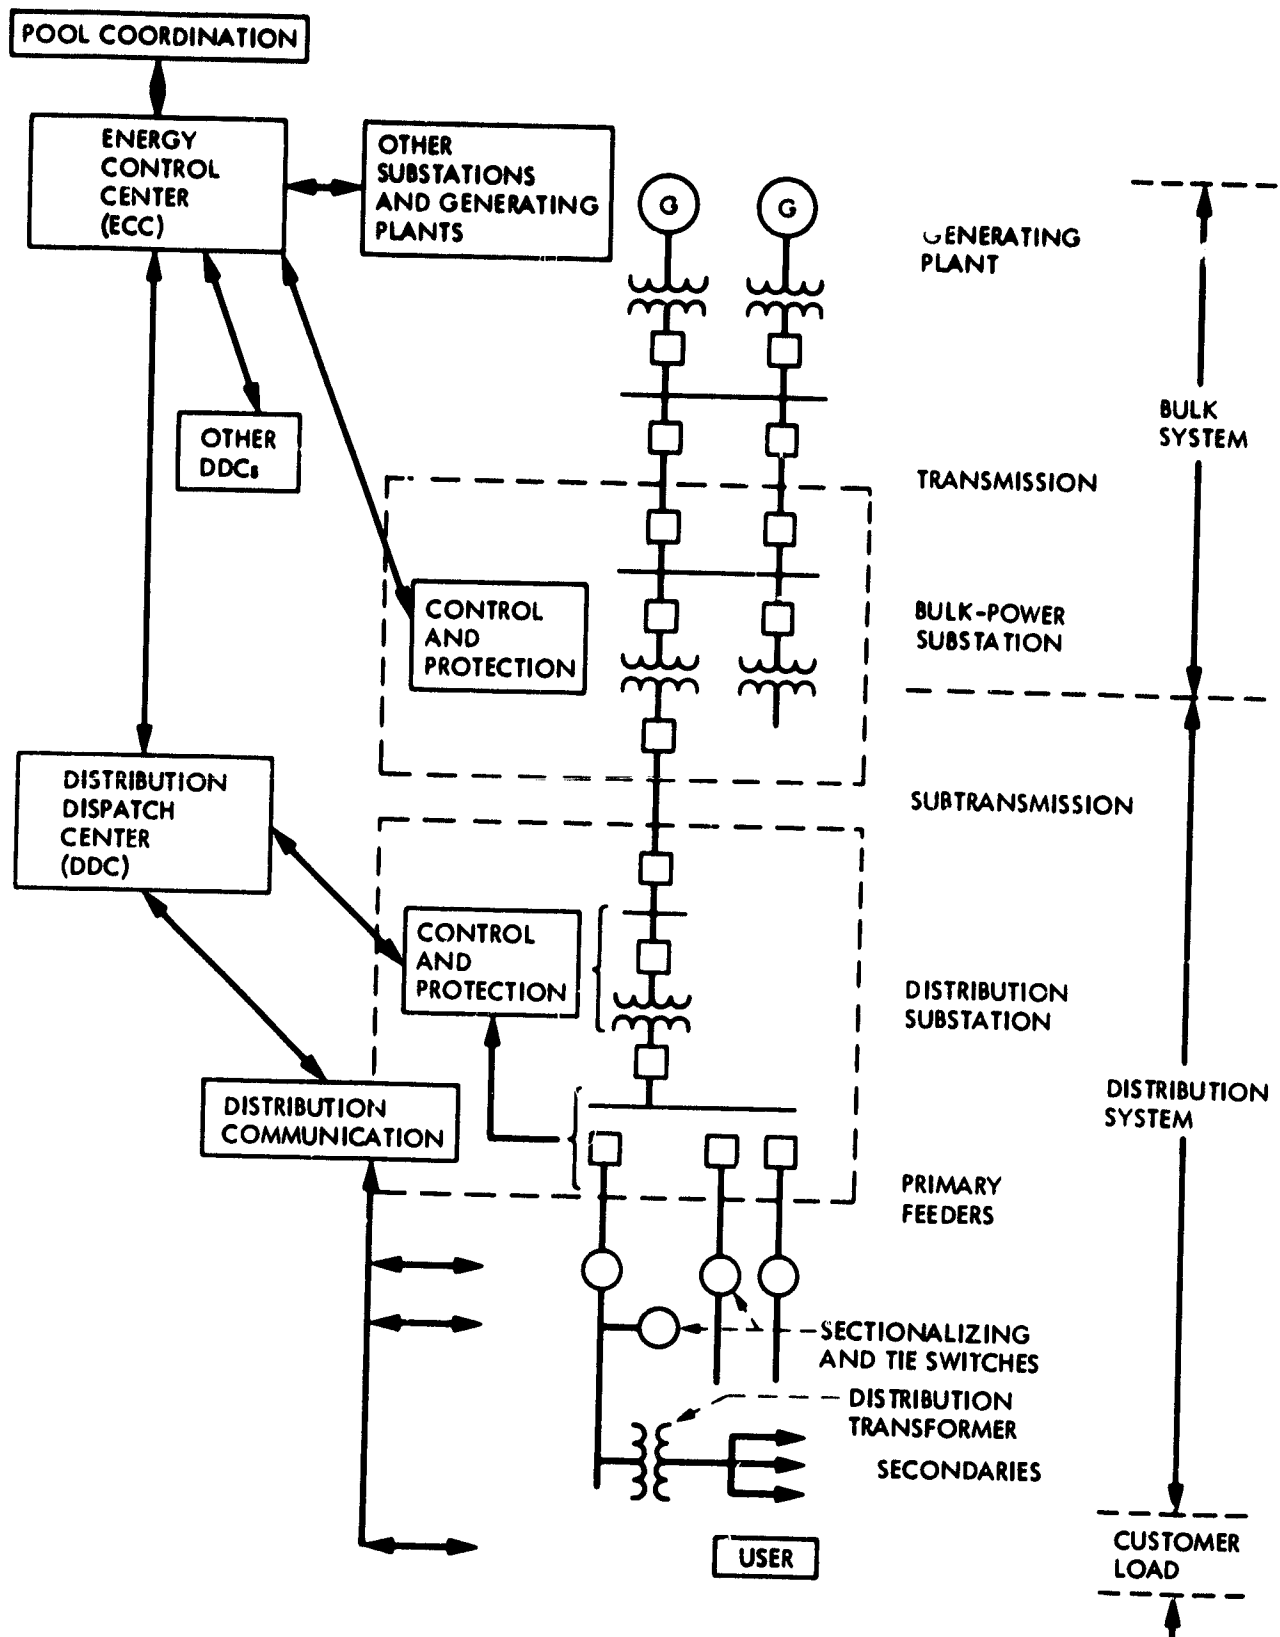 POOL COORDINATION
ENERGY
CONTROL
CENTER
(ECC)
OTHER
SUBSTATIONS
AND GENERATING
PLANTS
G
G
GENERATING
PLANT
BULK
SYSTEM
OTHER
DDCs
TRANSMISSION
CONTROL
AND
PROTECTION
BULK-POWER
SUBSTATION
DISTRIBUTION
DISPATCH
CENTER
(DDC)
SUBTRANSMISSION
CONTROL
AND
PROTECTION
DISTRIBUTION
SUBSTATION
DISTRIBUTION
COMMUNICATION
DISTRIBUTION
SYSTEM
PRIMARY
FEEDERS
SECTIONALIZING
AND TIE SWITCHES
DISTRIBUTION
TRANSFORMER
SECONDARIES
USER
CUSTOMER
LOAD